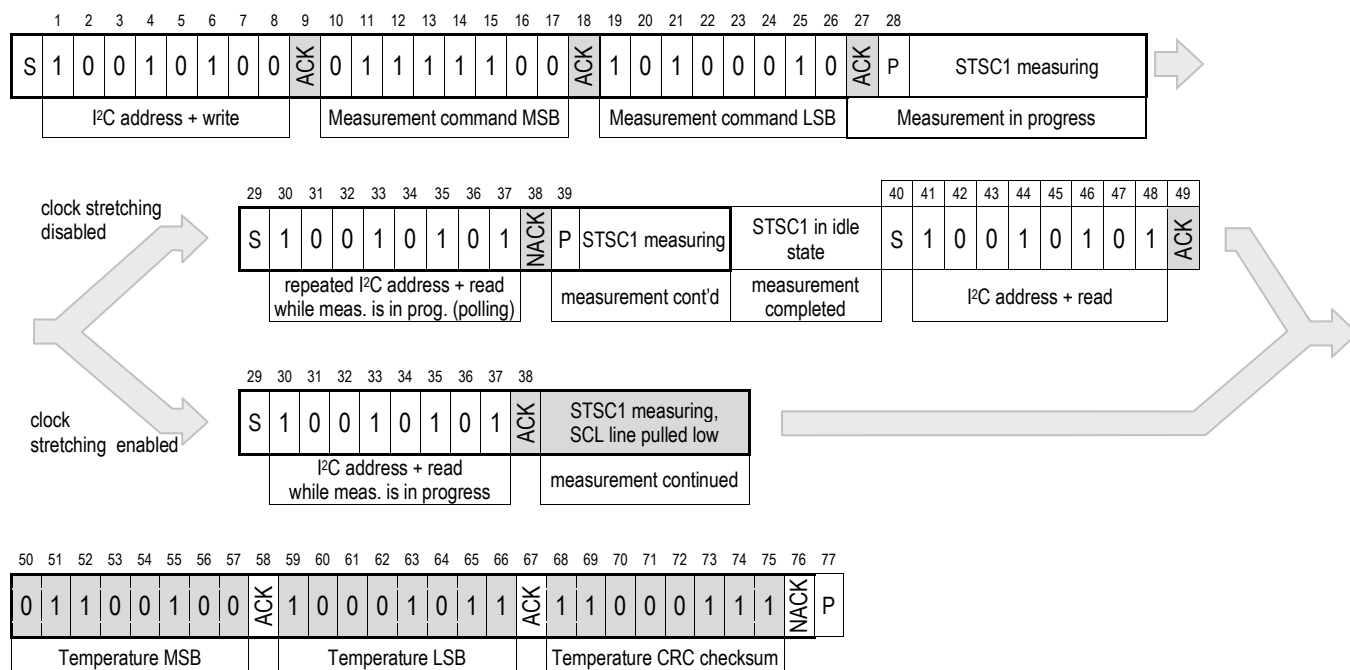 1 2 3 4 5 6 7 8 9 10 11 12 13 14 15 16 17 18 19 20 21 22 23 24 25 26 27 28
S 1 0 0 1 0 1 0 0 ACK 0 1 1 1 1 1 0 0 ACK 1 0 1 0 0 0 1 0 ACK P STSC1 measuring
I²C address + write Measurement command MSB Measurement command LSB Measurement in progress
clock stretching
disabled
29 30 31 32 33 34 35 36 37 38 39
S 1 0 0 1 0 1 0 1 NACK P STSC1 measuring
STSC1 in idle
state
40 41 42 43 44 45 46 47 48 49
S 1 0 0 1 0 1 0 1 ACK
repeated I²C address + read
while meas. is in prog. (polling)
measurement cont'd
measurement
completed
I²C address + read
clock
stretching enabled
29 30 31 32 33 34 35 36 37 38
S 1 0 0 1 0 1 0 1 ACK
STSC1 measuring,
SCL line pulled low
I²C address + read
while meas. is in progress
measurement continued
50 51 52 53 54 55 56 57 58 59 60 61 62 63 64 65 66 67 68 69 70 71 72 73 74 75 76 77
0 1 1 0 0 1 0 0 ACK 1 0 0 0 1 0 1 1 ACK 1 1 0 0 0 1 1 1 NACK P
Temperature MSB Temperature LSB Temperature CRC checksum